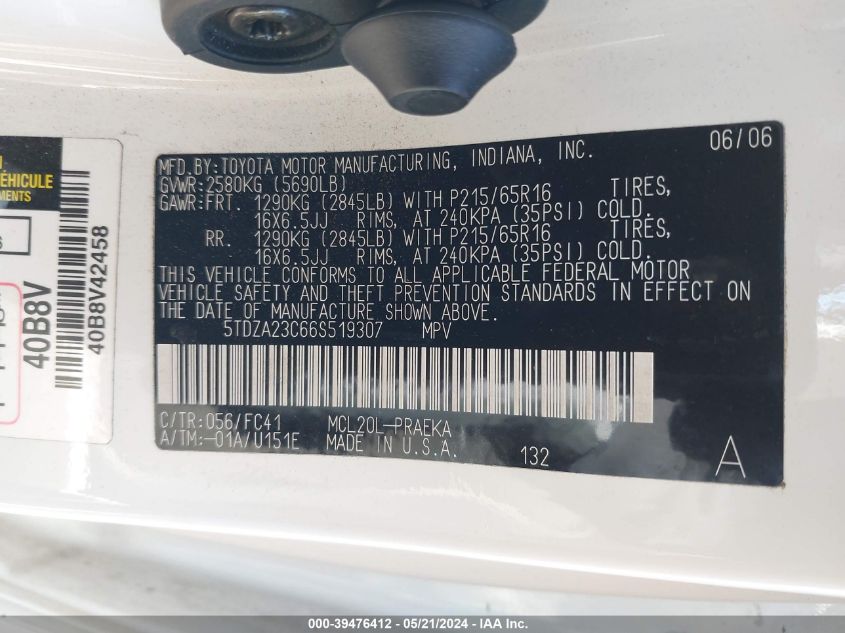 06/06
MFD.BY:TOYOTA MOTOR MANUFACTURING, INDIANA, INC.
GVWR:2580KG (5690LB)
GAWR:FRT. 1290KG (2845LB) WITH P215/65R16 TIRES,
16X6.5JJ RIMS, AT 240KPA (35PSI) COLD.
RR. 1290KG (2845LB) WITH P215/65R16 TIRES,
16X6.5JJ RIMS, AT 240KPA (35PSI) COLD.
THIS VEHICLE CONFORMS TO ALL APPLICABLE FEDERAL MOTOR
VEHICLE SAFETY AND THEFT PREVENTION STANDARDS IN EFFECT ON
THE DATE OF MANUFACTURE SHOWN ABOVE.
5TDZA23C66S519307 MPV
C/TR:056/FC41 MCL20L-PRAEKA
A/TM:-01A/U151E MADE IN U.S.A.
132 A
40B8V
40B8V42458
000-39476412 - 05/21/2024 - © IAA, Inc.